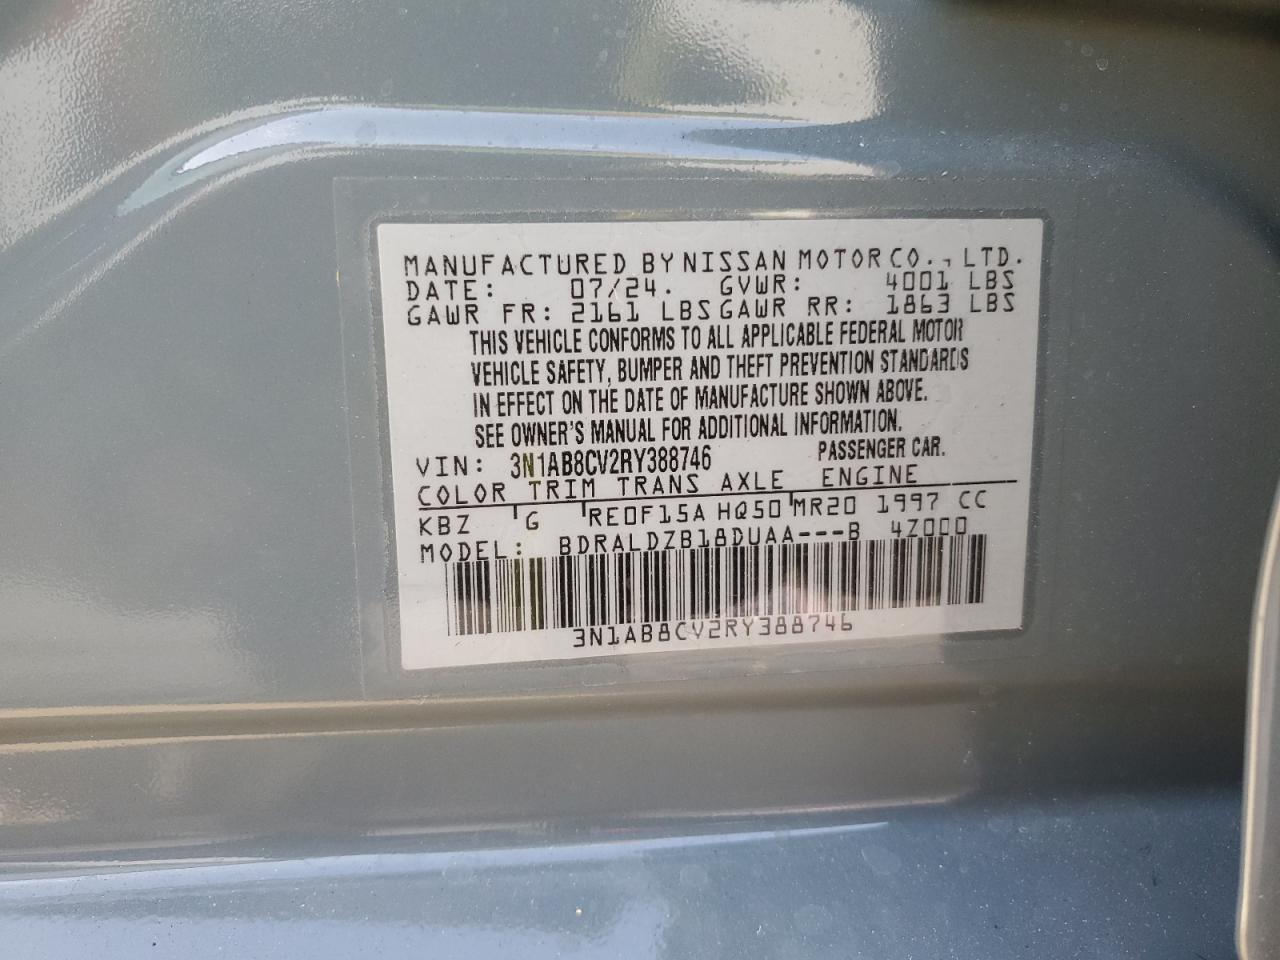 MANUFACTURED BY NISSAN MOTOR CO., LTD.
DATE: 07/24. GVWR: 4001 LBS
GAWR FR: 2161 LBS GAWR RR: 1863 LBS
THIS VEHICLE CONFORMS TO ALL APPLICABLE FEDERAL MOTOR
VEHICLE SAFETY, BUMPER AND THEFT PREVENTION STANDARDS
IN EFFECT ON THE DATE OF MANUFACTURE SHOWN ABOVE.
SEE OWNER'S MANUAL FOR ADDITIONAL INFORMATION.
VIN: 3N1AB8CV2RY388746 PASSENGER CAR.
COLOR TRIM TRANS AXLE ENGINE
KBZ G RE0F15A HQ50 MR20 1997 CC
MODEL: BDRALDZB18DUAA---B 4Z000
3N1AB8CV2RY388746